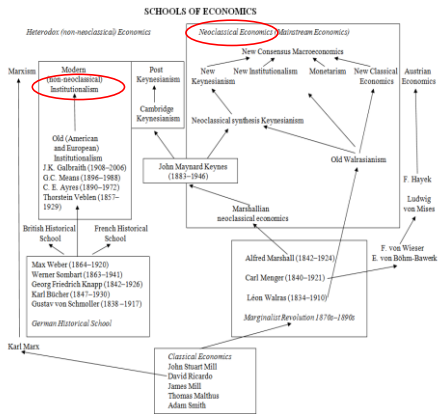 SCHOOLS OF ECONOMICS
Heterodox (non-neoclassical) Economics
Neoclassical Economics (Mainstream Economics)
New Consensus Macroeconomics
Marxism
Modern
(non-neoclassical)
Institutionalism
Post
Keynesianism
New
Keynesianism
New Institutionalism
Monetarism
New Classical
Economics
Austrian
Economics
Cambridge
Keynesianism
Neoclassical synthesis Keynesianism
Old (American
and European)
Institutionalism
J.K. Galbraith (1908–2006)
G.C. Means (1896–1988)
C. E. Ayres (1890–1972)
Thorstein Veblen (1857–
1929)
John Maynard Keynes
(1883–1946)
Old Walrasianism
F. Hayek
Ludwig
von Mises
Marshallian
neoclassical economics
British Historical
School
French Historical
School
F. von Wieser
E. von Böhm-Bawerk
Max Weber (1864–1920)
Werner Sombart (1863–1941)
Georg Friedrich Knapp (1842–1926)
Karl Bücher (1847–1930)
Gustav von Schmoller (1838–1917)
German Historical School
Alfred Marshall (1842–1924)
Carl Menger (1840–1921)
Léon Walras (1834–1910)
Marginalist Revolution 1870s–1890s
Karl Marx
Classical Economics
John Stuart Mill
David Ricardo
James Mill
Thomas Malthus
Adam Smith